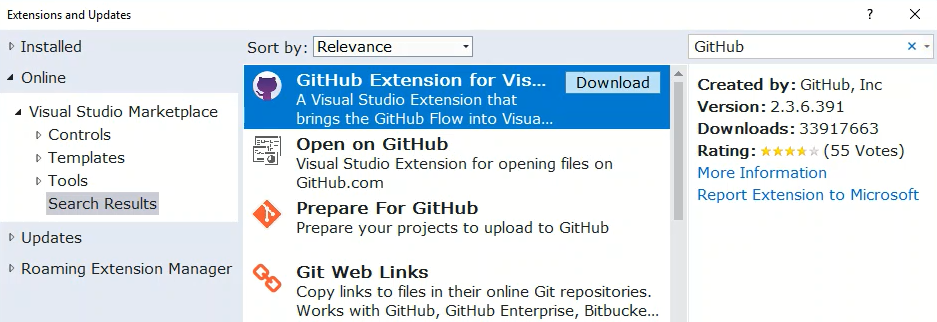 Extensions and Updates
? ×
Installed
Online
Visual Studio Marketplace
Controls
Templates
Tools
Search Results
Updates
Roaming Extension Manager
Sort by: Relevance
GitHub Extension for Vis... Download
A Visual Studio Extension that
brings the GitHub Flow into Visua...
Open on GitHub
Visual Studio Extension for opening files on
GitHub.com
Prepare For GitHub
Prepare your projects to upload to GitHub
Git Web Links
Copy links to files in their online Git repositories.
Works with GitHub, GitHub Enterprise, Bitbucke...
GitHub
Created by: GitHub, Inc
Version: 2.3.6.391
Downloads: 33917663
Rating: (55 Votes)
More Information
Report Extension to Microsoft